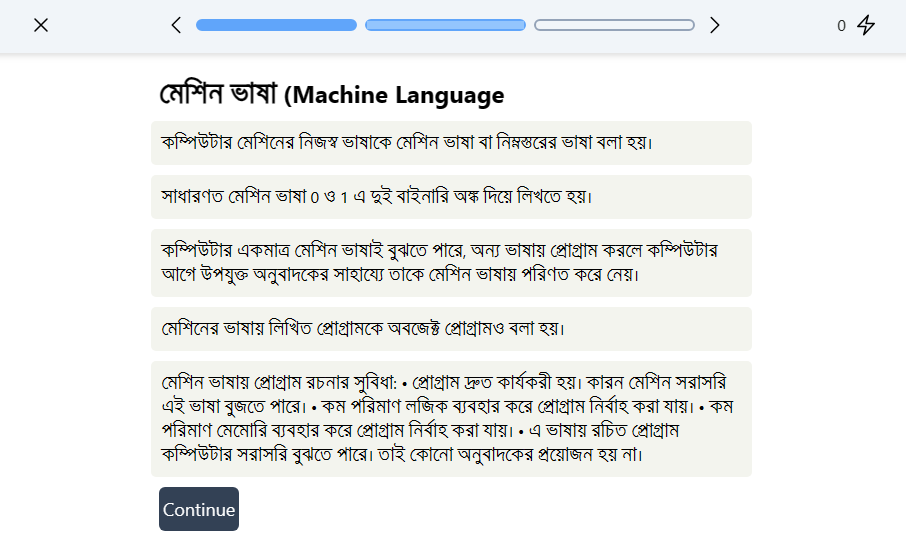 0
মেশিন ভাষা (Machine Language
কম্পিউটার মেশিনের নিজস্ব ভাষাকে মেশিন ভাষা বা নিম্নস্তরের ভাষা বলা হয়।
সাধারণত মেশিন ভাষা 0 ও 1 এ দুই বাইনারি অঙ্ক দিয়ে লিখতে হয়।
কম্পিউটার একমাত্র মেশিন ভাষাই বুঝতে পারে, অন্য ভাষায় প্রোগ্রাম করলে কম্পিউটার
আগে উপযুক্ত অনুবাদকের সাহায্যে তাকে মেশিন ভাষায় পরিণত করে নেয়।
মেশিনের ভাষায় লিখিত প্রোগ্রামকে অবজেক্ট প্রোগ্রামও বলা হয়।
মেশিন ভাষায় প্রোগ্রাম রচনার সুবিধা: • প্রোগ্রাম দ্রুত কার্যকরী হয়। কারন মেশিন সরাসরি
এই ভাষা বুজতে পারে। • কম পরিমাণ লজিক ব্যবহার করে প্রোগ্রাম নির্বাহ করা যায়। • কম
পরিমাণ মেমোরি ব্যবহার করে প্রোগ্রাম নির্বাহ করা যায়। • এ ভাষায় রচিত প্রোগ্রাম
কম্পিউটার সরাসরি বুঝতে পারে। তাই কোনো অনুবাদকের প্রয়োজন হয় না।
Continue